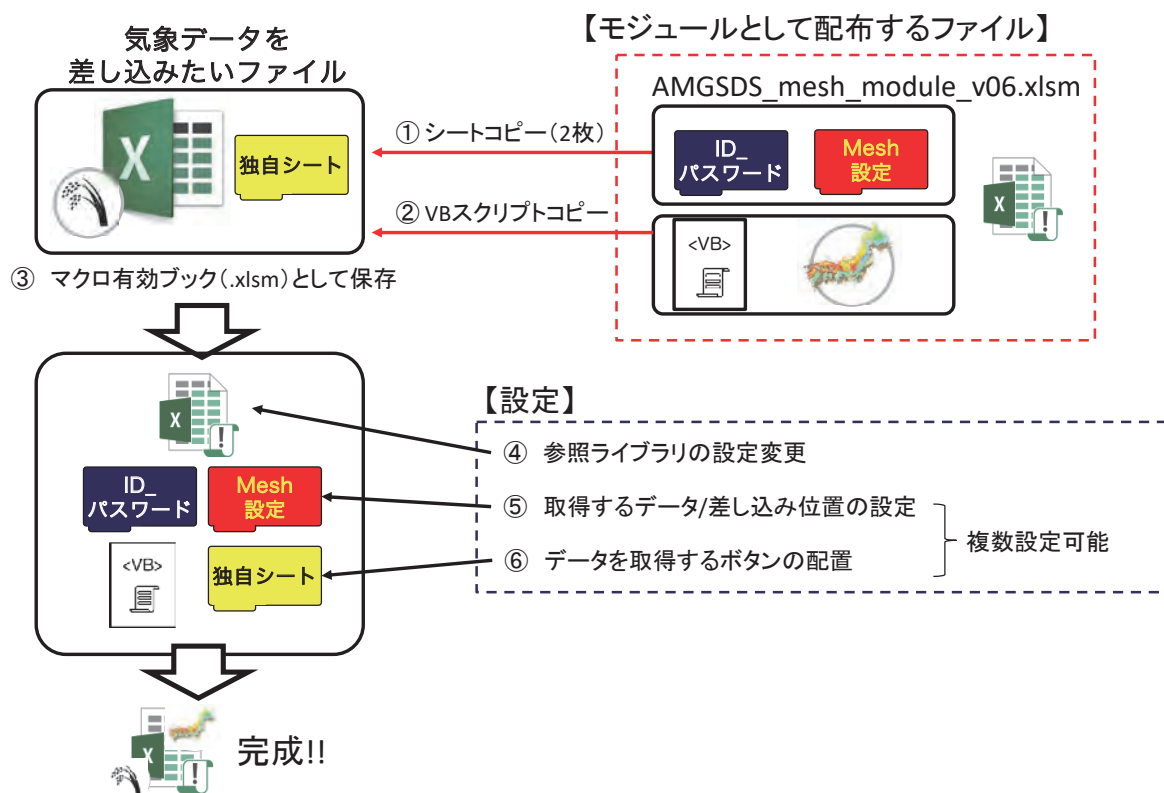 気象データを
差し込みたいファイル
X
独自シート
【モジュールとして配布するファイル】
AMGSDS_mesh_module_v06.xlsm
① シートコピー（2枚）
ID_
パスワード
Mesh
設定
X
!
② VBスクリプトコピー
<VB>
③ マクロ有効ブック（.xlsm）として保存
X
!
ID_
パスワード
Mesh
設定
<VB>
独自シート
【設定】
④ 参照ライブラリの設定変更
⑤ 取得するデータ/差し込み位置の設定
⑥ データを取得するボタンの配置
複数設定可能
X
!
完成!!